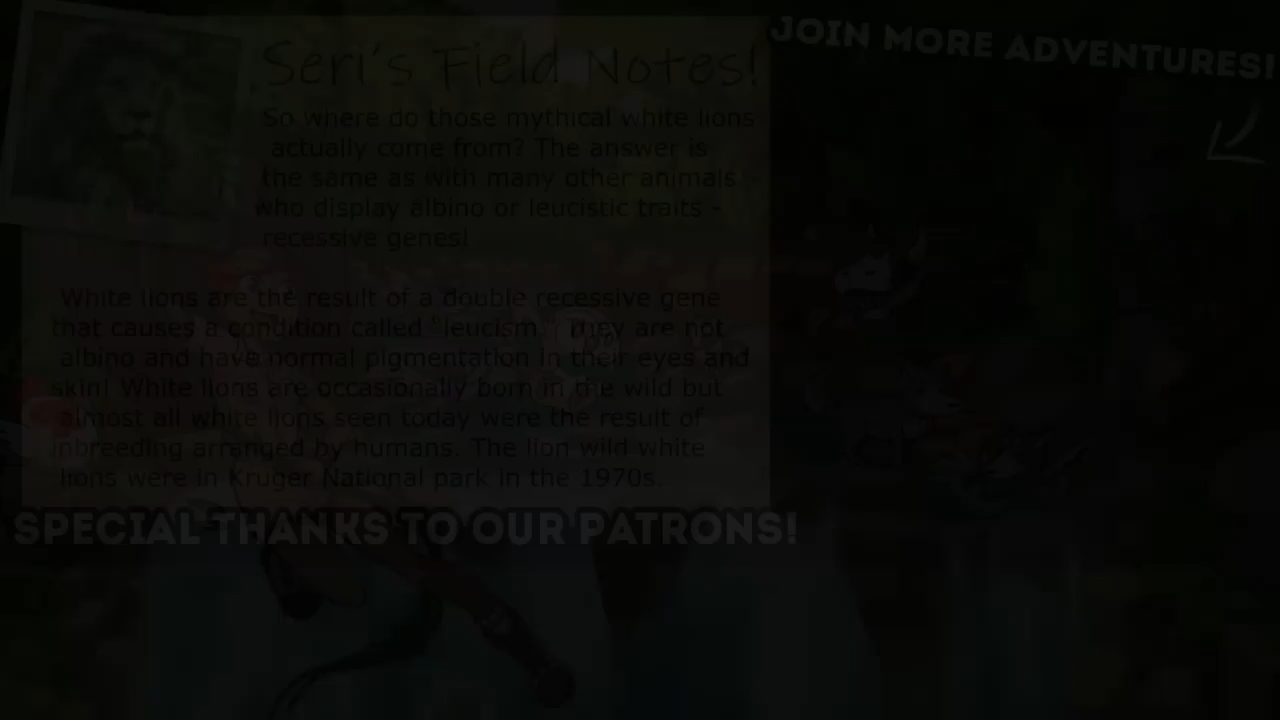 JOIN MORE ADVENTURES!
Seri's Field Notes!
So where do those mythical white lions
actually come from? The answer is
the same as with many other animals
who display albino or leucistic traits -
recessive genes!
White lions are the result of a double recessive gene
that causes a condition called "leucism." They are not
albino and have normal pigmentation in their eyes and
skin! White lions are occasionally born in the wild but
almost all white lions seen today were the result of
inbreeding arranged by humans. The lion wild white
lions were in Kruger National park in the 1970s.
SPECIAL THANKS TO OUR PATRONS!